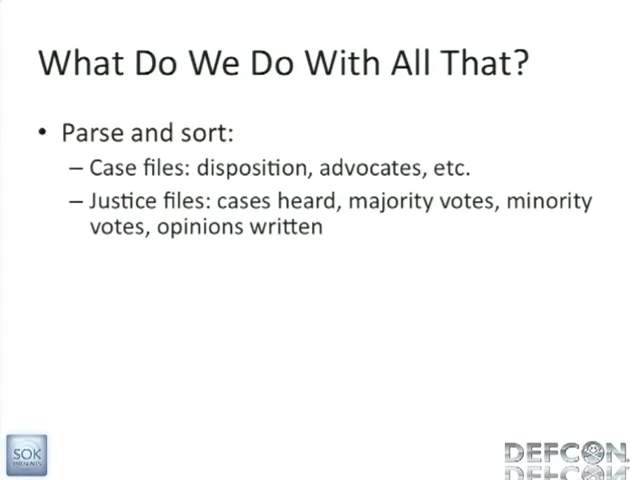 What Do We Do With All That?
• Parse and sort:
– Case files: disposition, advocates, etc.
– Justice files: cases heard, majority votes, minority
votes, opinions written
SOK
DEFCON